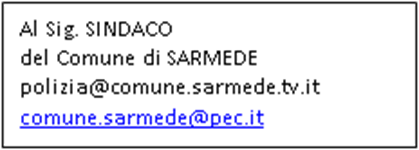 Al Sig. SINDACO
del Comune di SARMEDE
polizia@comune.sarmede.tv.it
comune.sarmede@pec.it